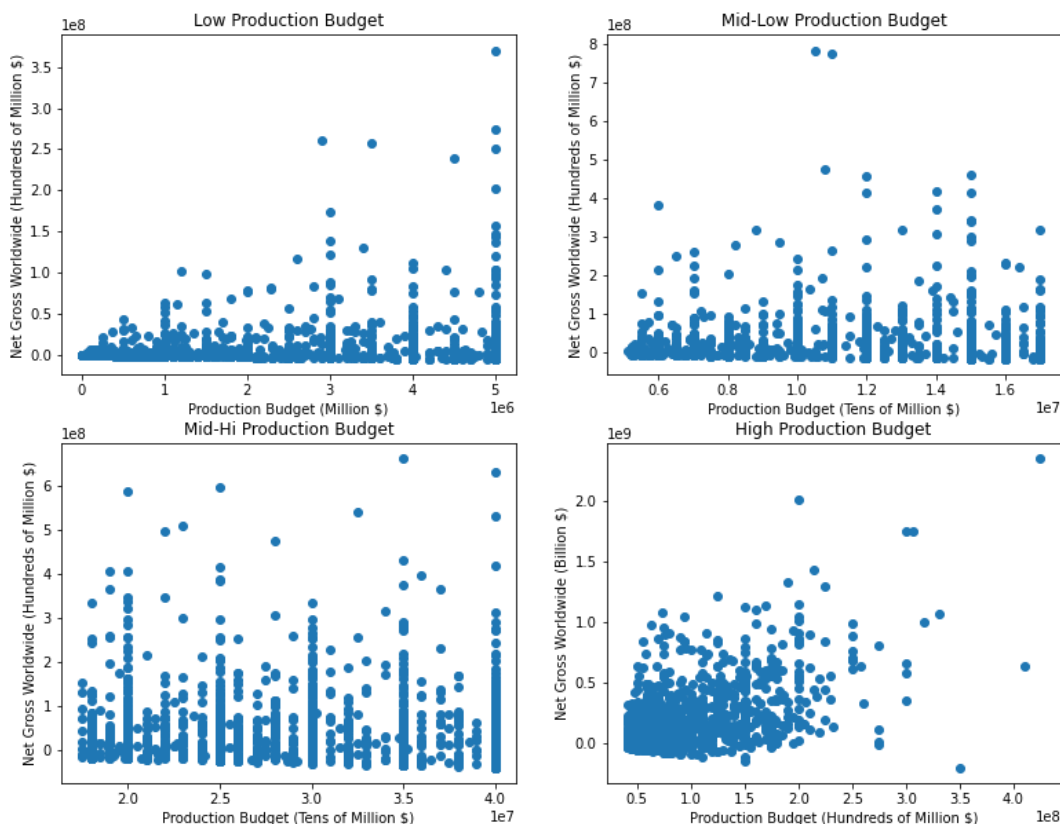 Low Production Budget
1e8
Net Gross Worldwide (Hundreds of Million $)
3.5
3.0
2.5
2.0
1.5
1.0
0.5
0.0
0 1 2 3 4 5
1e6
Production Budget (Million $)
Mid-Low Production Budget
1e8
Net Gross Worldwide (Hundreds of Million $)
8
7
6
5
4
3
2
1
0
0.6 0.8 1.0 1.2 1.4 1.6
1e7
Production Budget (Tens of Million $)
Mid-Hi Production Budget
1e8
Net Gross Worldwide (Hundreds of Million $)
6
5
4
3
2
1
0
2.0 2.5 3.0 3.5 4.0
1e7
Production Budget (Tens of Million $)
High Production Budget
1e9
Net Gross Worldwide (Billion $)
2.0
1.5
1.0
0.5
0.0
0.5 1.0 1.5 2.0 2.5 3.0 3.5 4.0
1e8
Production Budget (Hundreds of Million $)